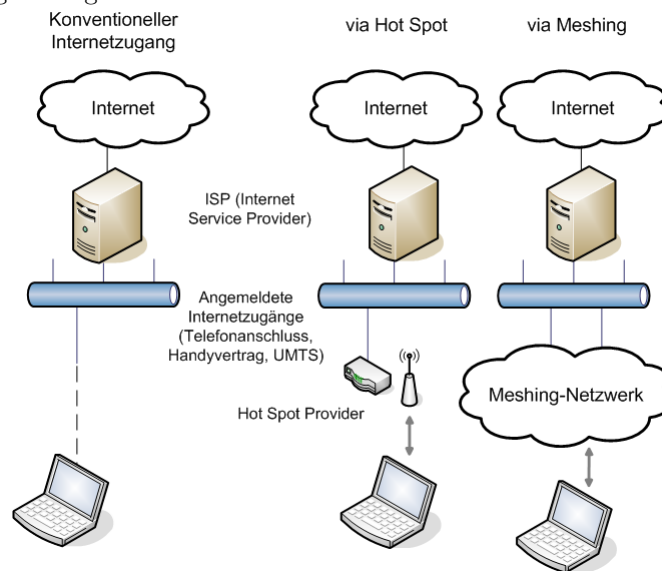 Konventioneller
Internetzugang
via Hot Spot
via Meshing
Internet
Internet
Internet
ISP (Internet
Service Provider)
Angemeldete
Internetzugänge
(Telefonanschluss,
Handyvertrag, UMTS)
Hot Spot Provider
Meshing-Netzwerk